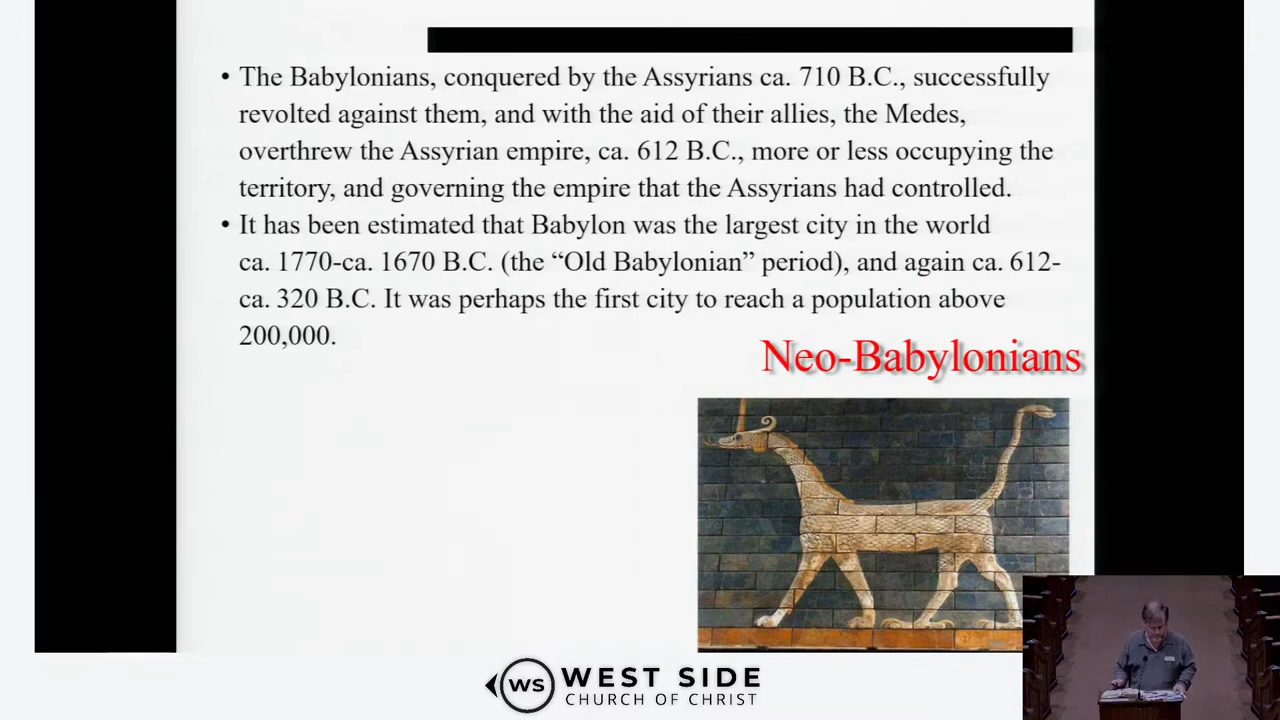 • The Babylonians, conquered by the Assyrians ca. 710 B.C., successfully
revolted against them, and with the aid of their allies, the Medes,
overthrew the Assyrian empire, ca. 612 B.C., more or less occupying the
territory, and governing the empire that the Assyrians had controlled.
• It has been estimated that Babylon was the largest city in the world
ca. 1770-ca. 1670 B.C. (the “Old Babylonian” period), and again ca. 612-
ca. 320 B.C. It was perhaps the first city to reach a population above
200,000.
Neo-Babylonians
WS
WEST SIDE
CHURCH OF CHRIST